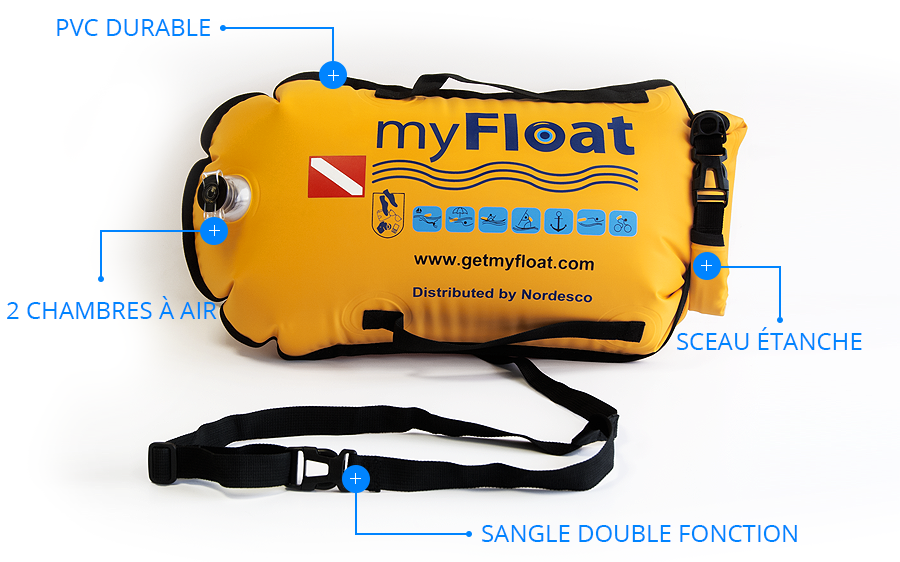 PVC DURABLE
myFloat
www.getmyfloat.com
2 CHAMBRES À AIR
Distributed by Nordesco
SCEAU ÉTANCHE
SANGLE DOUBLE FONCTION